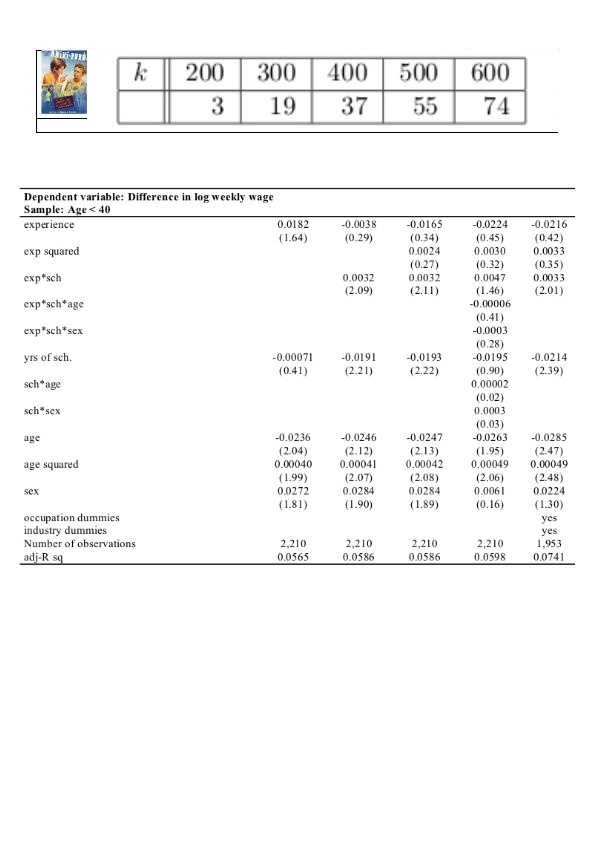 k 200 300 400 500 600
3 19 37 55 74
Dependent variable: Difference in log weekly wage
Sample: Age < 40
experience 0.0182 -0.0038 -0.0165 -0.0224 -0.0216
(1.64) (0.29) (0.34) (0.45) (0.42)
exp squared 0.0024 0.0030 0.0033
(0.27) (0.32) (0.35)
exp*sch 0.0032 0.0032 0.0047 0.0033
(2.09) (2.11) (1.46) (2.01)
exp*sch*age -0.00006
(0.41)
exp*sch*sex -0.0003
(0.28)
yrs of sch. -0.00071 -0.0191 -0.0193 -0.0195 -0.0214
(0.41) (2.21) (2.22) (0.90) (2.39)
sch*age 0.00002
(0.02)
sch*sex 0.0003
(0.03)
age -0.0236 -0.0246 -0.0247 -0.0263 -0.0285
(2.04) (2.12) (2.13) (1.95) (2.47)
age squared 0.00040 0.00041 0.00042 0.00049 0.00049
(1.99) (2.07) (2.08) (2.06) (2.48)
sex 0.0272 0.0284 0.0284 0.0061 0.0224
(1.81) (1.90) (1.89) (0.16) (1.30)
occupation dummies yes
industry dummies yes
Number of observations 2,210 2,210 2,210 2,210 1,953
adj-R sq 0.0565 0.0586 0.0586 0.0598 0.0741